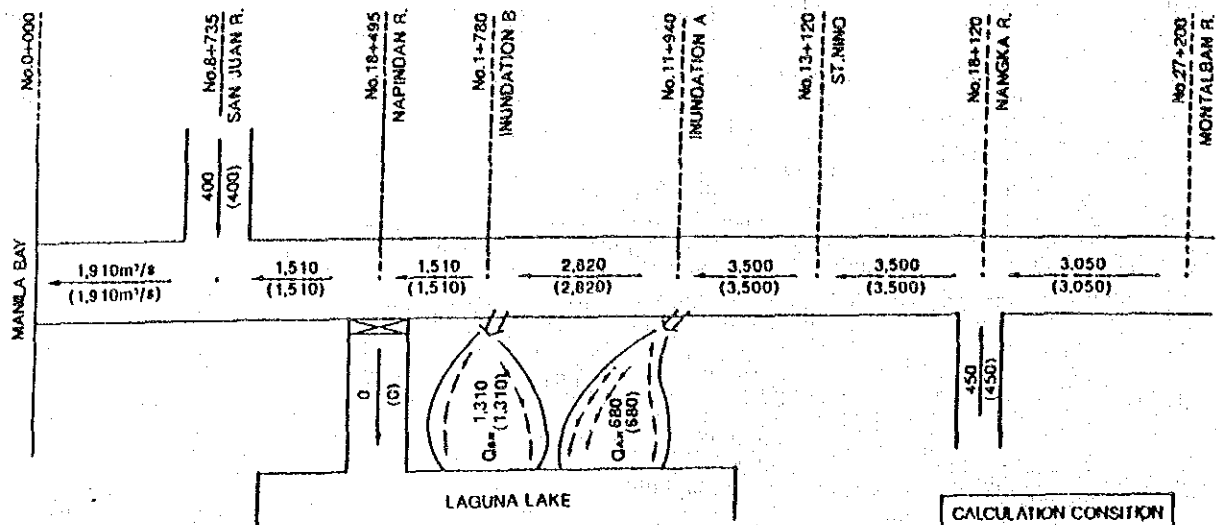 No.0+000
No.8+735
SAN JUAN R.
No.18+495
NAPINDAN R.
No.1+780
INUNDATION B
No.11+940
INUNDATION A
No.13+120
ST.NINO
No.18+120
NANGKA R.
No.27+200
MONTALBAN R.
400
(400)
MANILA BAY
1,910m³/s
(1,910m³/s)
1,510
(1,510)
1,510
(1,510)
2,820
(2,820)
3,500
(3,500)
3,500
(3,500)
3,050
(3,050)
0
(0)
1,310
(1,310)
680
(680)
450
(450)
LAGUNA LAKE
CALCULATION CONSITION